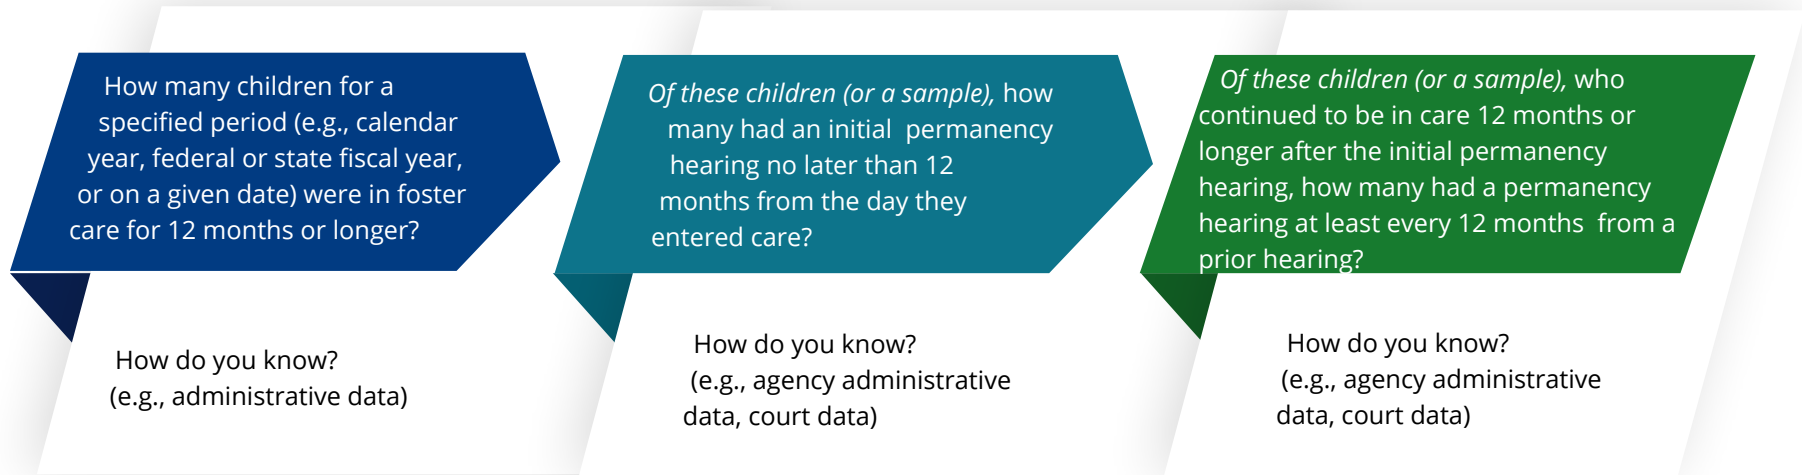 How many children for a
specified period (e.g., calendar
year, federal or state fiscal year,
or on a given date) were in foster
care for 12 months or longer?
How do you know?
(e.g., administrative data)
Of these children (or a sample), how
many had an initial permanency
hearing no later than 12
months from the day they
entered care?
How do you know?
(e.g., agency administrative
data, court data)
Of these children (or a sample), who
continued to be in care 12 months or
longer after the initial permanency
hearing, how many had a permanency
hearing at least every 12 months from a
prior hearing?
How do you know?
(e.g., agency administrative
data, court data)